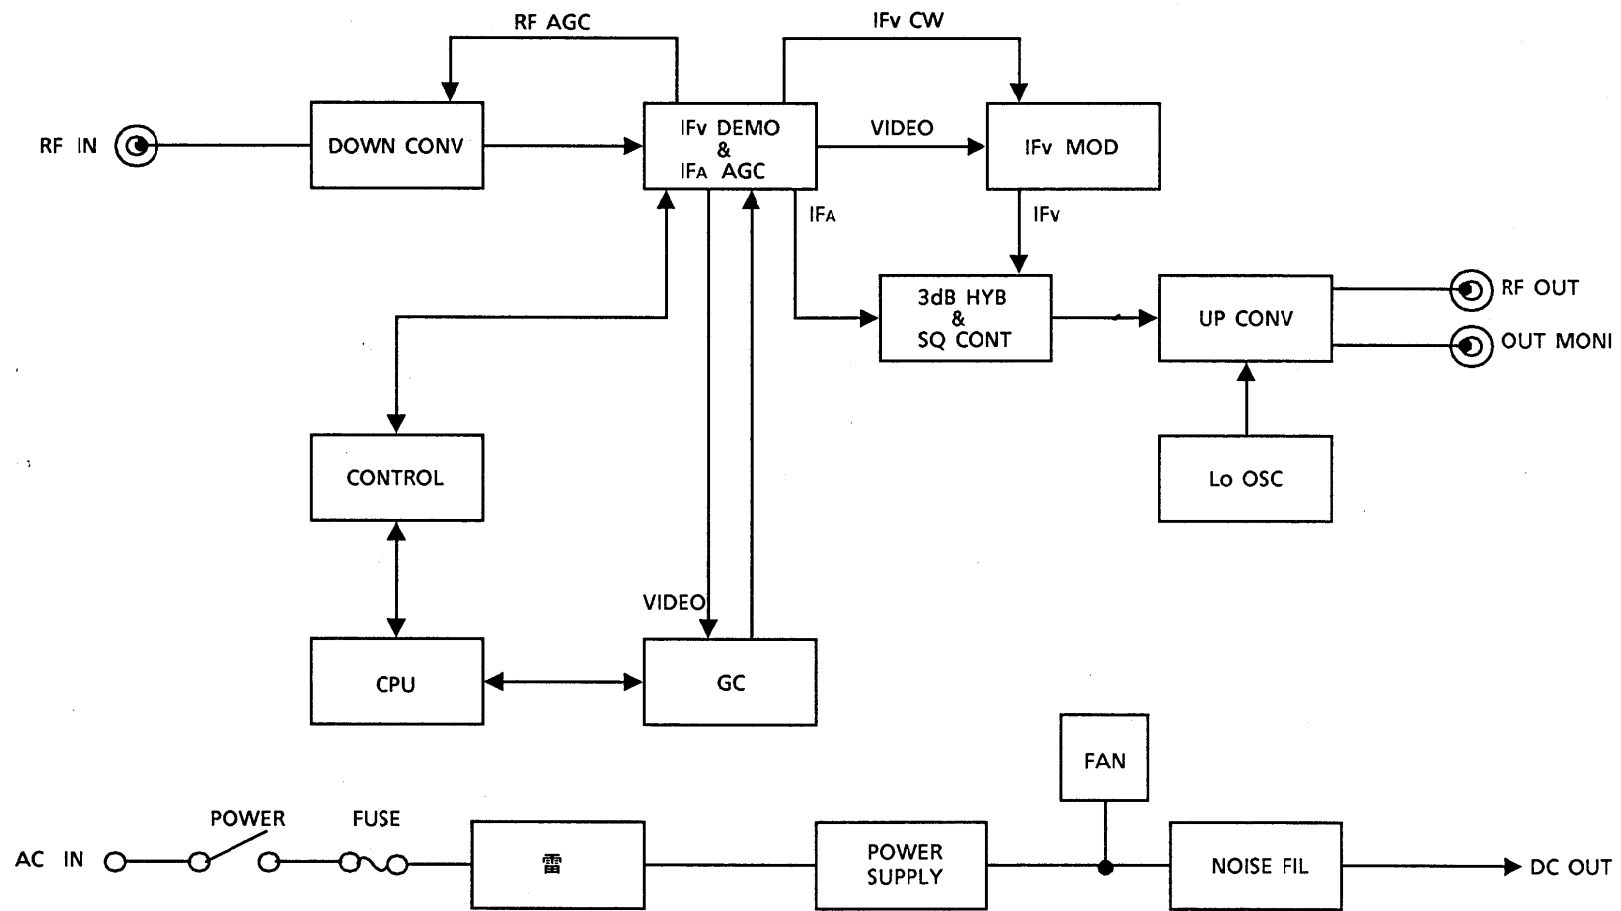 RF AGC
IFv CW
RF IN
DOWN CONV
IFv DEMO
&
IFA AGC
VIDEO
IFv MOD
IFA
IFv
3dB HYB
&
SQ CONT
UP CONV
RF OUT
OUT MONI
CONTROL
Lo OSC
VIDEO
CPU
GC
FAN
POWER
FUSE
AC IN
雷
POWER
SUPPLY
NOISE FIL
DC OUT